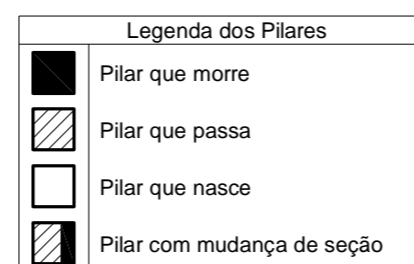 Legenda dos Pilares
Pilar que morre
Pilar que passa
Pilar que nasce
Pilar com mudança de seção